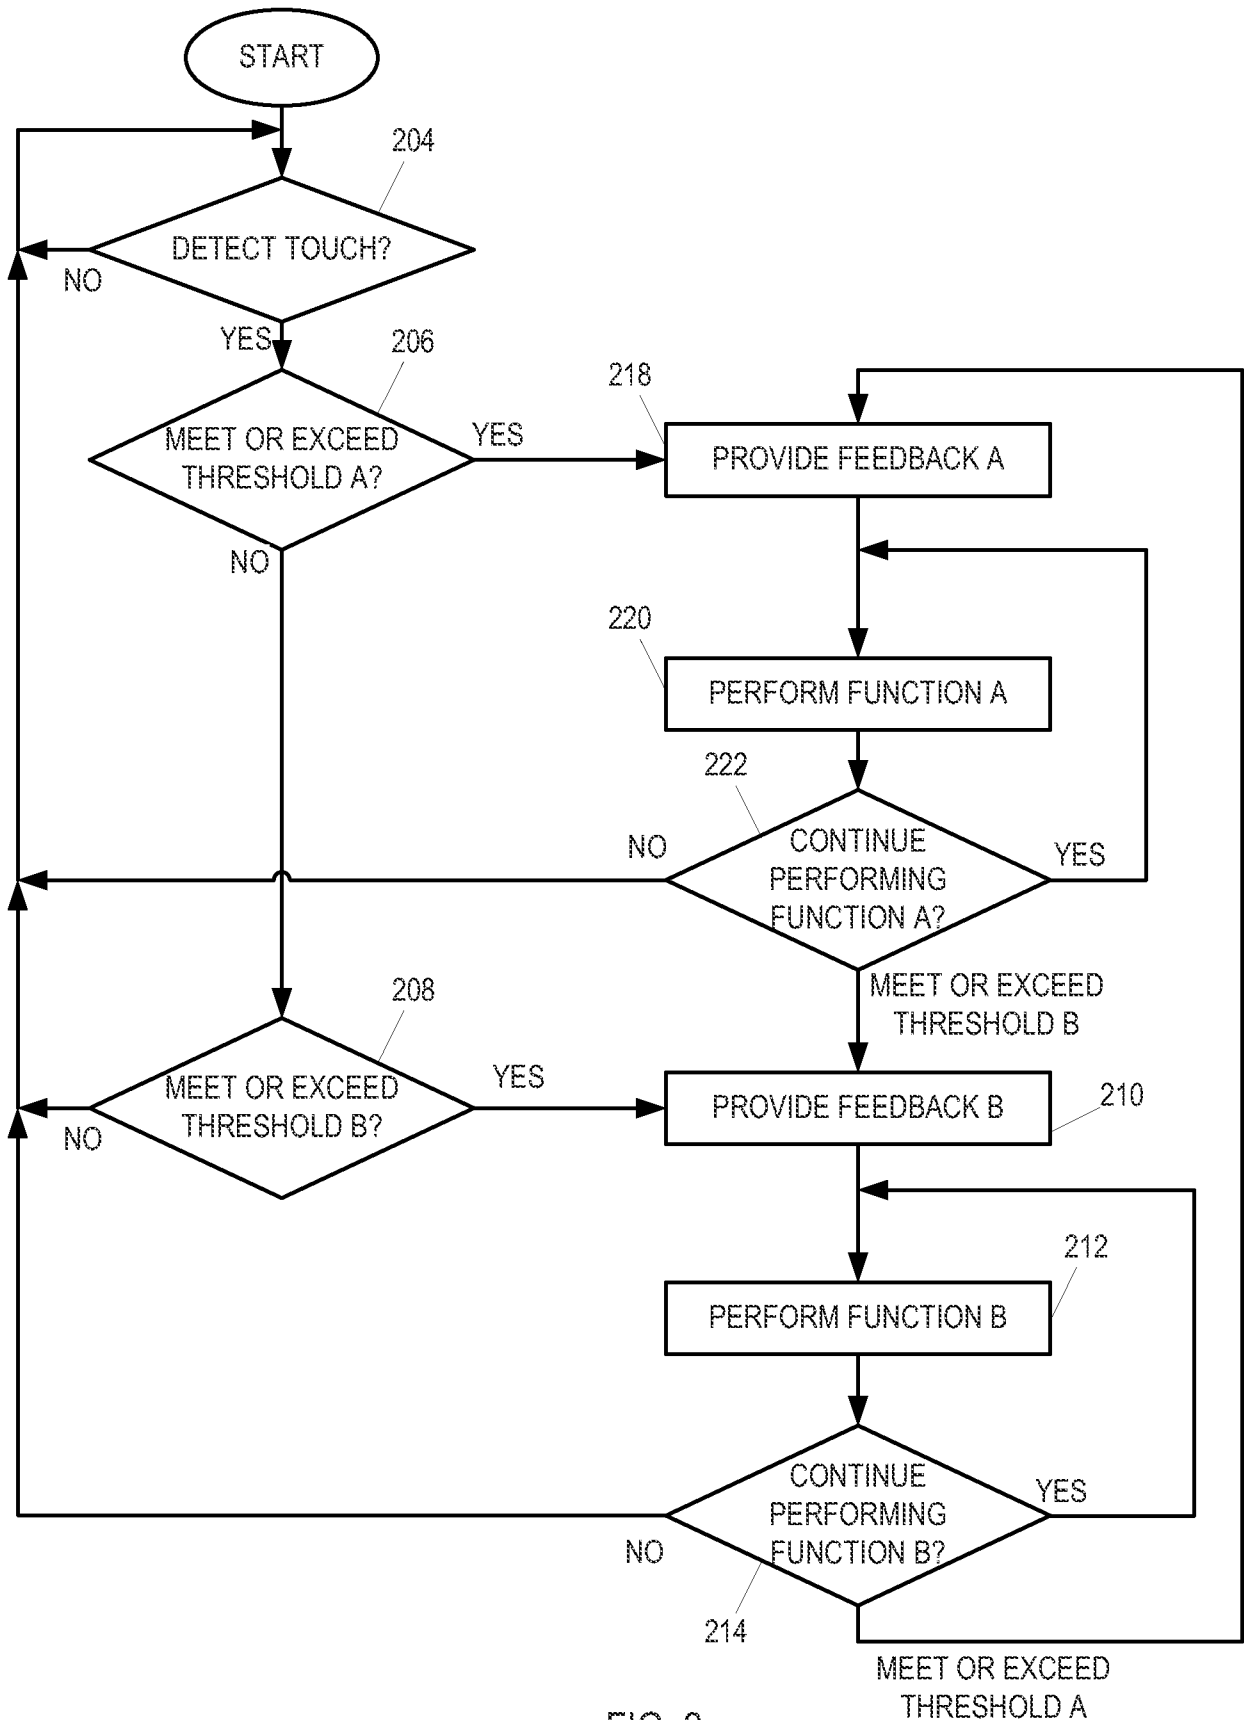 START
204
DETECT TOUCH?
NO
YES
206
MEET OR EXCEED
THRESHOLD A?
YES
NO
218
PROVIDE FEEDBACK A
220
PERFORM FUNCTION A
222
CONTINUE
PERFORMING
FUNCTION A?
NO
YES
MEET OR EXCEED
THRESHOLD B
208
MEET OR EXCEED
THRESHOLD B?
YES
NO
PROVIDE FEEDBACK B
210
212
PERFORM FUNCTION B
CONTINUE
PERFORMING
FUNCTION B?
YES
NO
214
MEET OR EXCEED
THRESHOLD A
FIG.